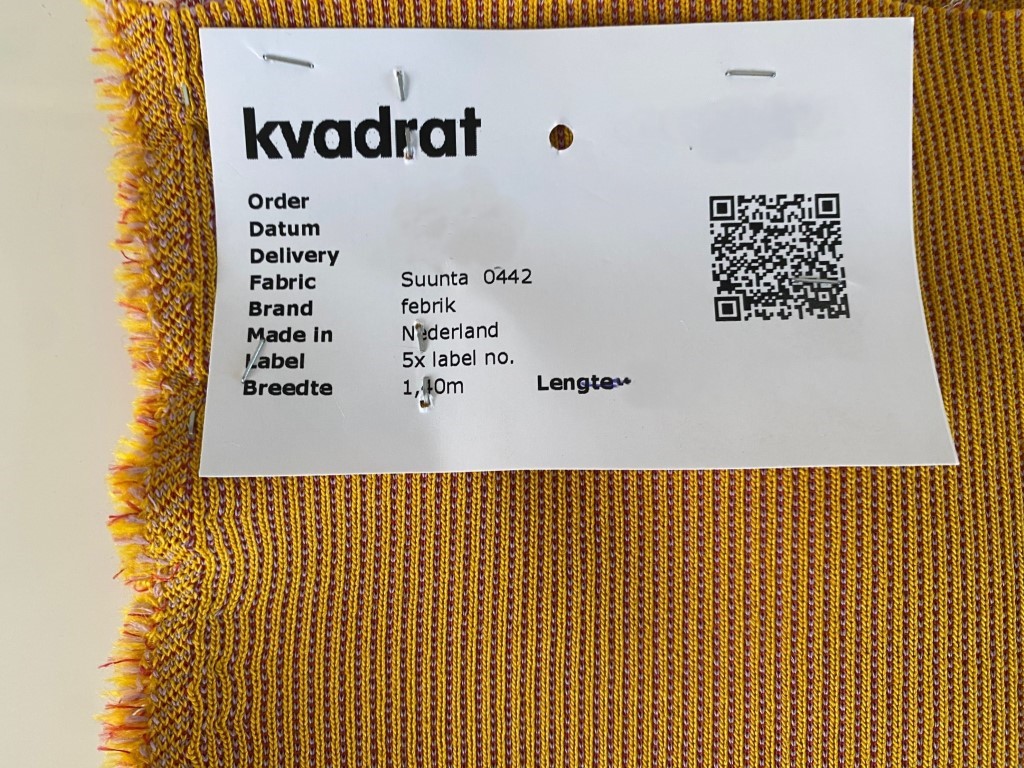 kvadrat
Order
Datum
Delivery
Fabric Suunta 0442
Brand febrik
Made in Nederland
Label 5x label no.
Breedte 1,40m Lengte